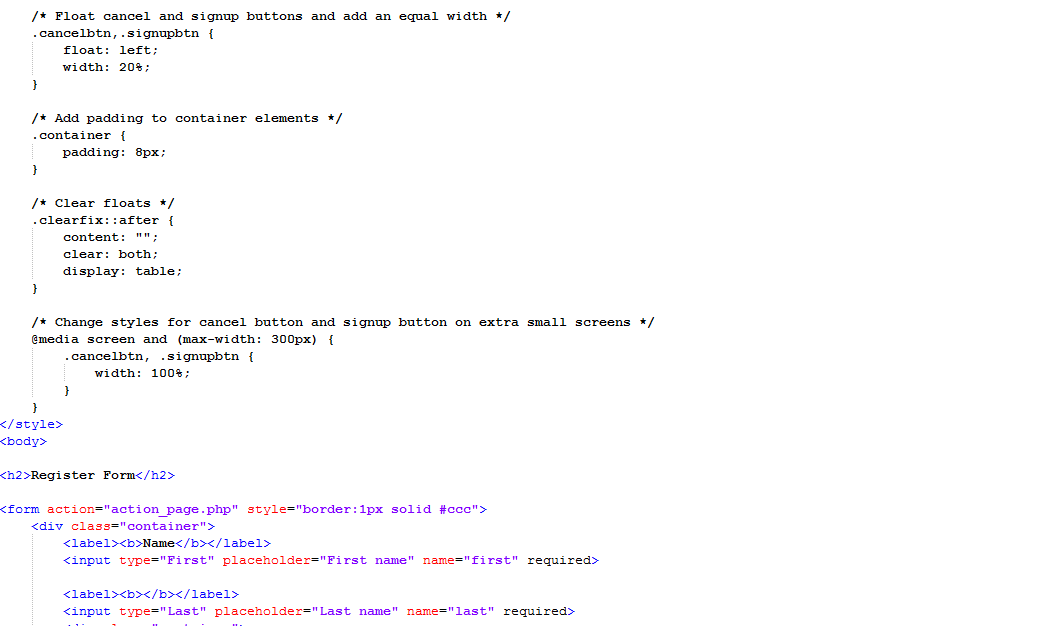 /* Float cancel and signup buttons and add an equal width */
.cancelbtn,.signupbtn {
float: left;
width: 20%;
}
/* Add padding to container elements */
.container {
padding: 8px;
}
/* Clear floats */
.clearfix::after {
content: "";
clear: both;
display: table;
}
/* Change styles for cancel button and signup button on extra small screens */
@media screen and (max-width: 300px) {
.cancelbtn, .signupbtn {
width: 100%;
}
}
</style>
<body>
<h2>Register Form</h2>
<form action="action_page.php" style="border:1px solid #ccc">
<div class="container">
<label><b>Name</b></label>
<input type="First" placeholder="First name" name="first" required>
<label><b></b></label>
<input type="Last" placeholder="Last name" name="last" required>